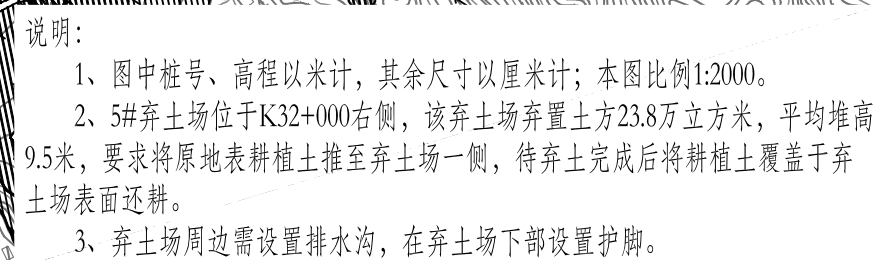 说明：
1、图中桩号、高程以米计，其余尺寸以厘米计；本图比例1:2000。
2、5#弃土场位于K32+000右侧，该弃土场弃置土方23.8万立方米，平均堆高
9.5米，要求将原地表耕植土推至弃土场一侧，待弃土完成后将耕植土覆盖于弃
土场表面还耕。
3、弃土场周边需设置排水沟，在弃土场下部设置护脚。